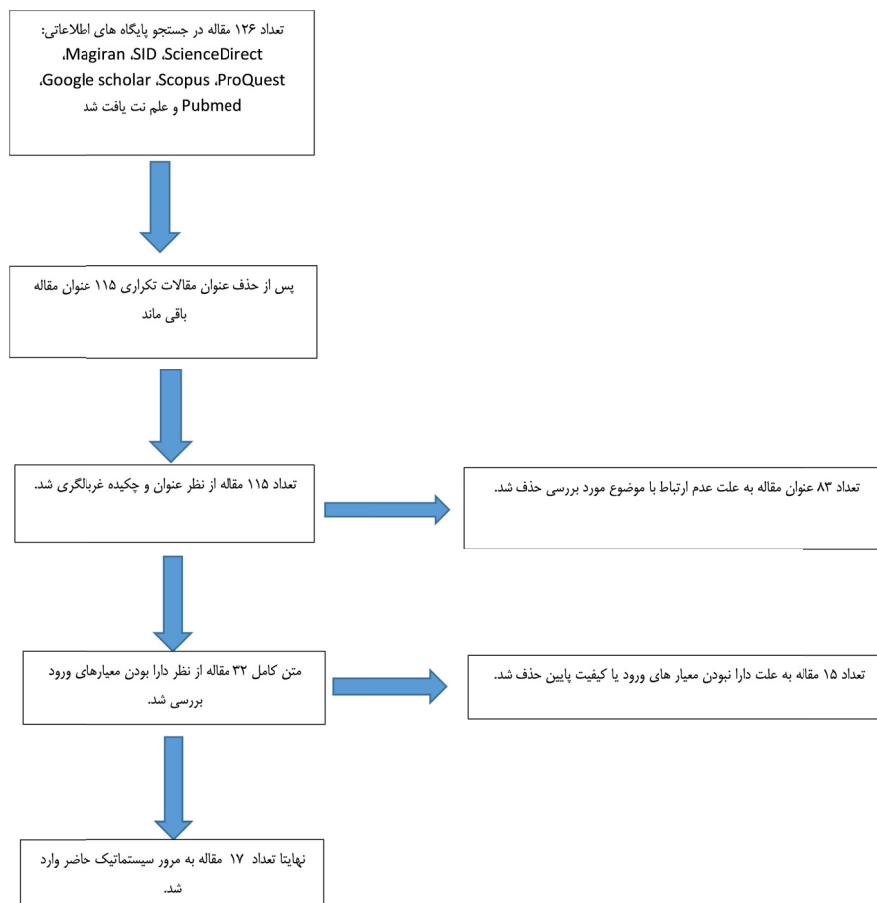 تعداد ۱۲۶ مقاله در جستجو پایگاه های اطلاعاتی:
Magiran ،SID ،ScienceDirect،
Google scholar ،Scopus ،ProQuest،
Pubmed و علم نت یافت شد
پس از حذف عنوان مقالات تکراری ۱۱۵ عنوان مقاله
باقی ماند
تعداد ۱۱۵ مقاله از نظر عنوان و چکیده غربالگری شد.
تعداد ۸۳ عنوان مقاله به علت عدم ارتباط با موضوع مورد بررسی حذف شد.
متن کامل ۳۲ مقاله از نظر دارا بودن معیارهای ورود
بررسی شد.
تعداد ۱۵ مقاله به علت دارا نبودن معیار های ورود یا کیفیت پایین حذف شد.
نهایتا تعداد ۱۷ مقاله به مرور سیستماتیک حاضر وارد
شد.